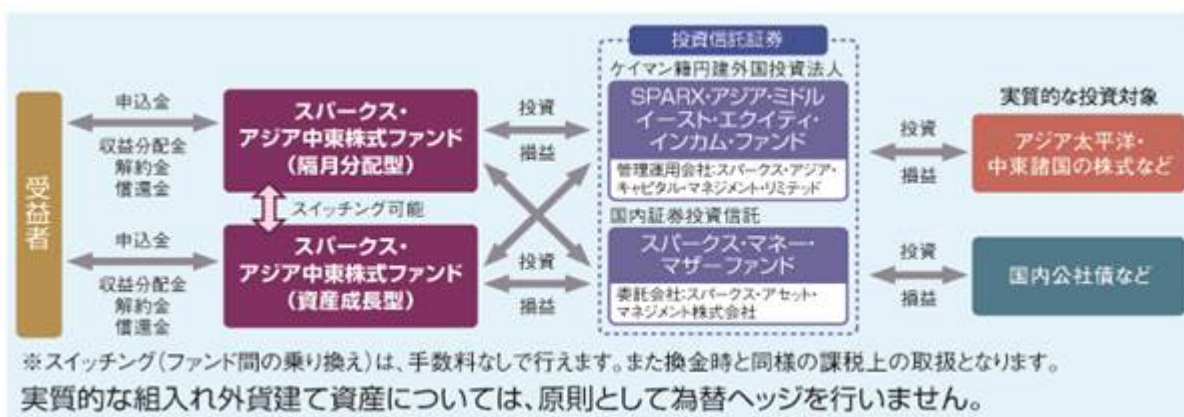 受益者
申込金
収益分配金
解約金
償還金
スパークス・
アジア中東株式ファンド
(隔月分配型)
スイッチング可能
申込金
収益分配金
解約金
償還金
スパークス・
アジア中東株式ファンド
(資産成長型)
投資
損益
投資
損益
投資信託証券
ケイマン籍円建外国投資法人
SPARX・アジア・ミドル
イースト・エクイティ・
インカム・ファンド
管理運用会社:スパークス・アジア・
キャピタル・マネジメント・リミテッド
国内証券投資信託
スパークス・マネー・
マザーファンド
委託会社:スパークス・アセット・
マネジメント株式会社
投資
損益
投資
損益
実質的な投資対象
アジア太平洋・
中東諸国の株式など
国内公社債など
※スイッチング(ファンド間の乗り換え)は、手数料なしで行えます。また換金時と同様の課税上の取扱となります。
実質的な組入れ外貨建て資産については、原則として為替ヘッジを行いません。